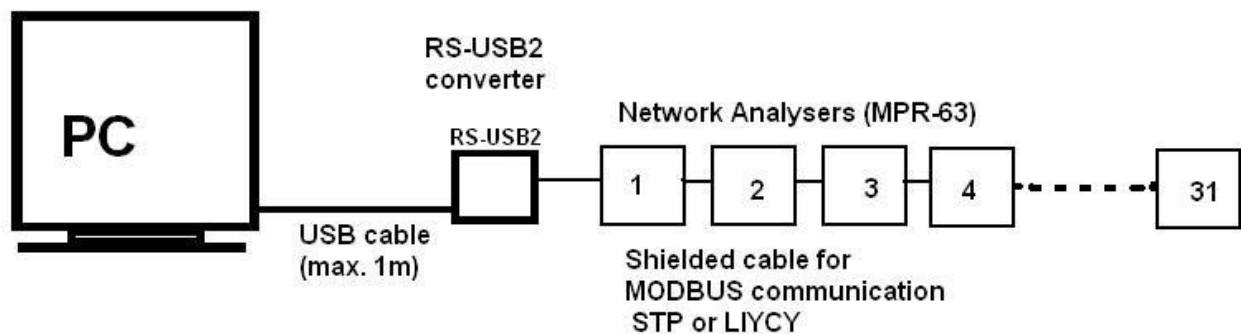 PC
RS-USB2
converter
RS-USB2
Network Analysers (MPR-63)
1
2
3
4
31
USB cable
(max. 1m)
Shielded cable for
MODBUS communication
STP or LIYCY